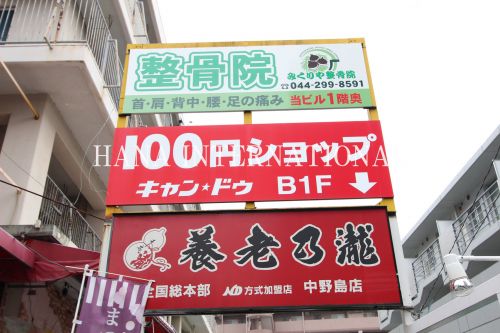 整骨院
みくりや整骨院
☎044-299-8591
首・肩・背中・腰・足の痛み
当ビル1階奥
100円ショップ
キャン★ドゥ B1F ↓
HANA INTERNATIONA
養老乃瀧
全国総本部 方式加盟店 中野島店
ま